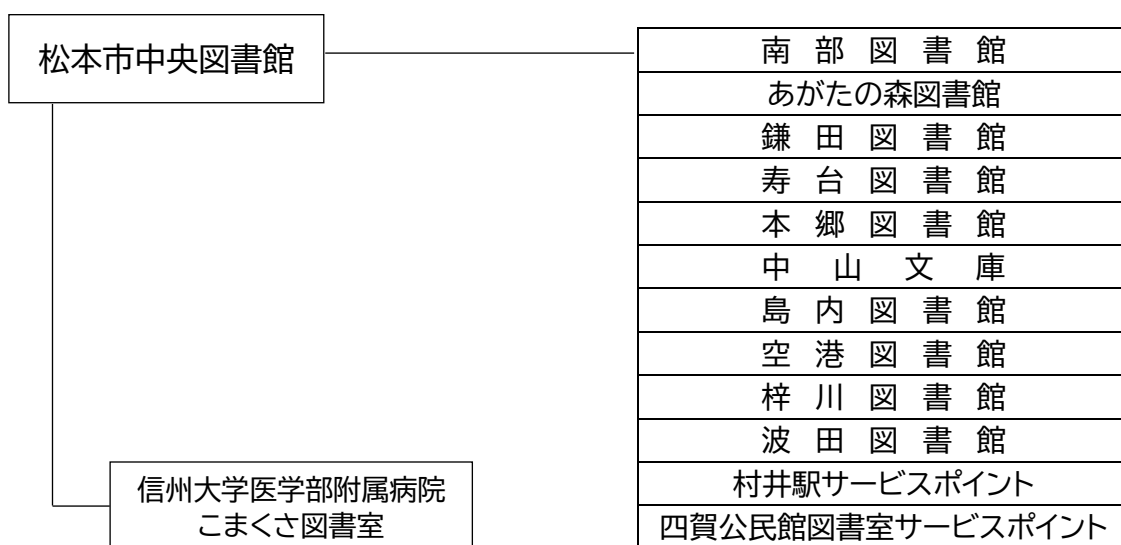 松本市中央図書館
南部図書館
あがたの森図書館
鎌田図書館
寿台図書館
本郷図書館
中山文庫
島内図書館
空港図書館
梓川図書館
波田図書館
村井駅サービスポイント
四賀公民館図書室サービスポイント
信州大学医学部附属病院
こまくさ図書室